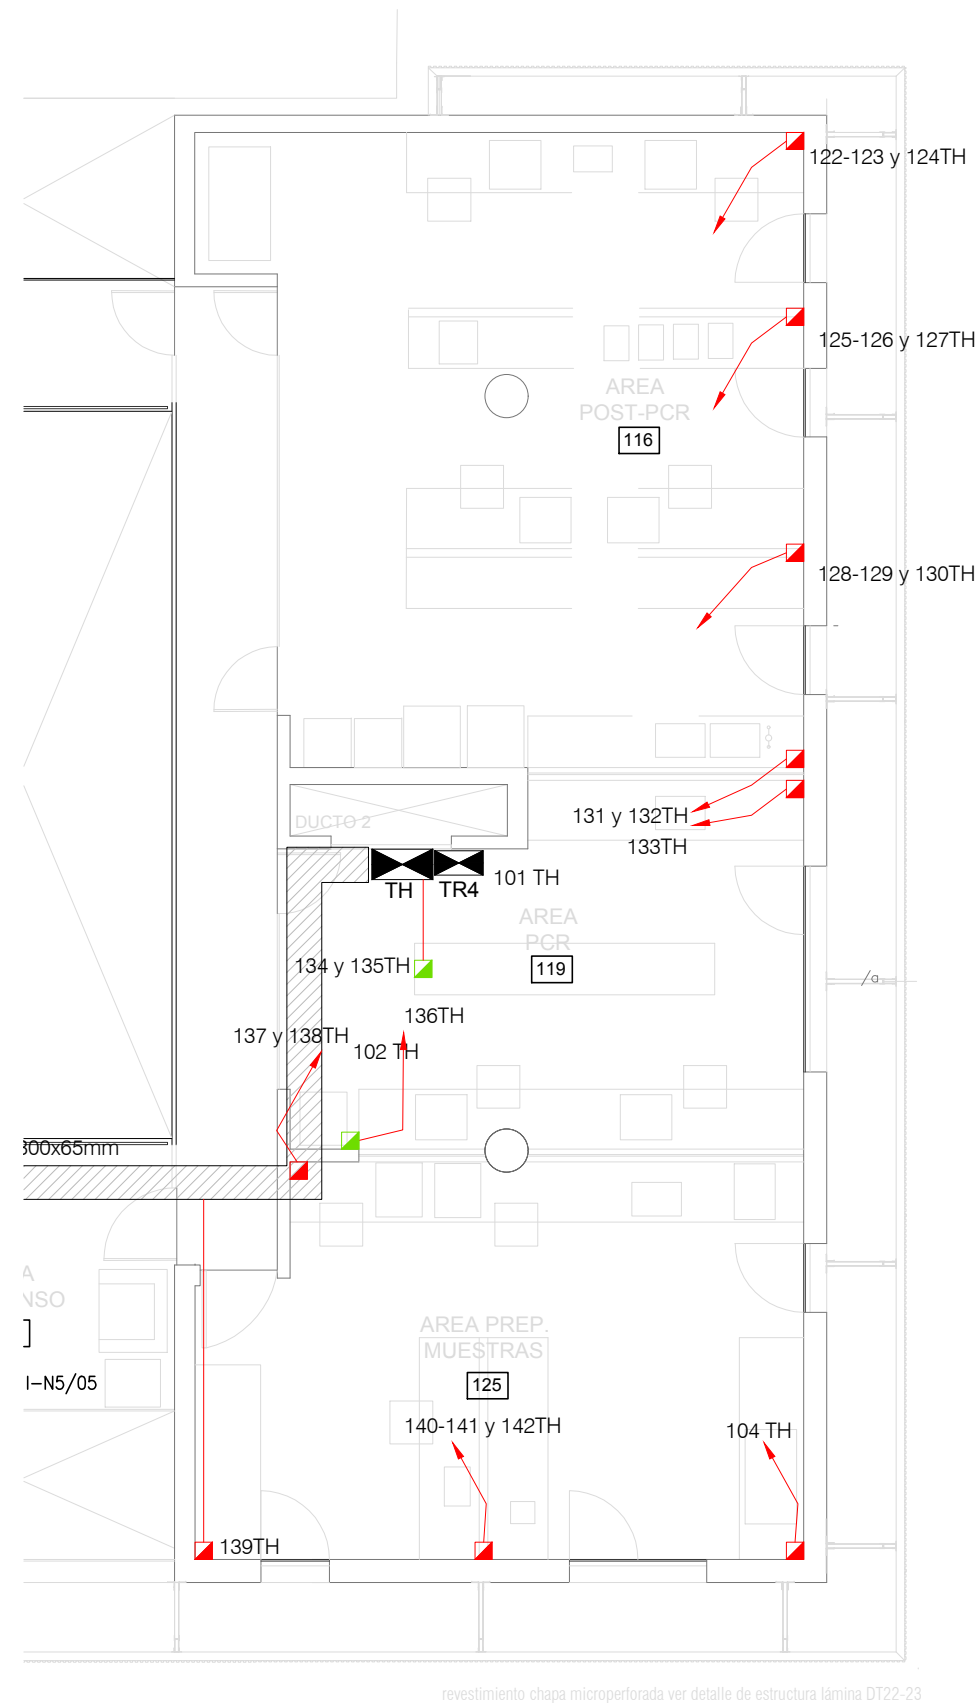 122-123 y 124TH
125-126 y 127TH
AREA
POST-PCR
116
128-129 y 130TH
131 y 132TH
133TH
DUCTO 2
TH
TR4
101 TH
AREA
PCR
119
134 y 135TH
136TH
137 y 138TH
102 TH
300x65mm
A
NSO
I-N5/05
AREA PREP.
MUESTRAS
125
140-141 y 142TH
104 TH
139TH
revestimiento chapa microperforada ver detalle de estructura lámina DT22-23